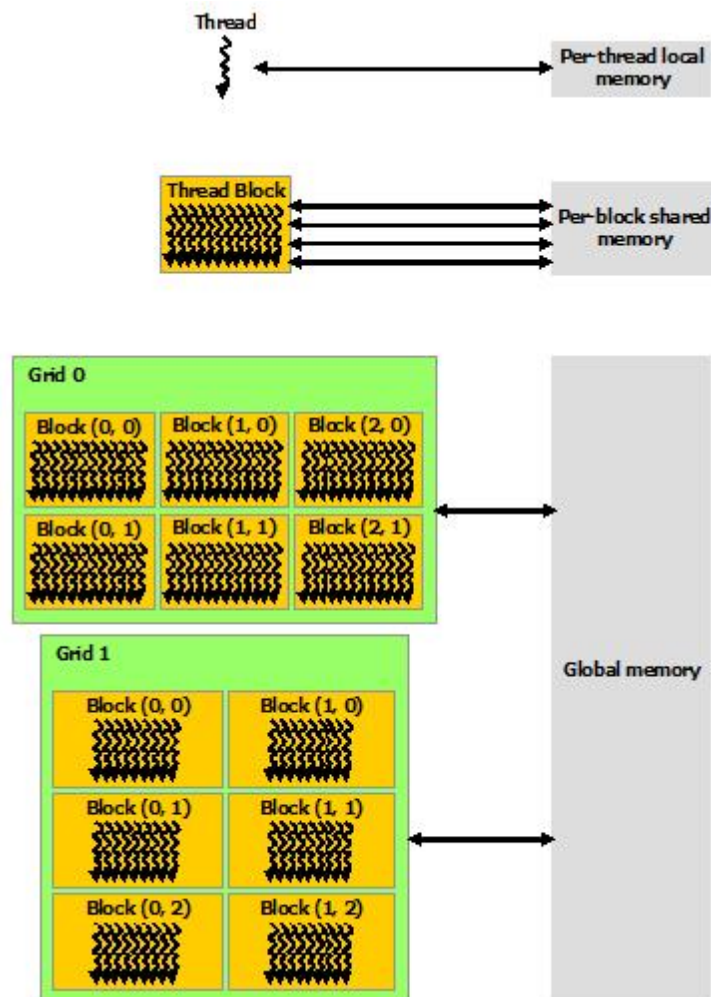 Thread
Per-thread local
memory
Thread Block
Per-block shared
memory
Grid 0
Block (0, 0)
Block (1, 0)
Block (2, 0)
Block (0, 1)
Block (1, 1)
Block (2, 1)
Grid 1
Block (0, 0)
Block (1, 0)
Block (0, 1)
Block (1, 1)
Block (0, 2)
Block (1, 2)
Global memory